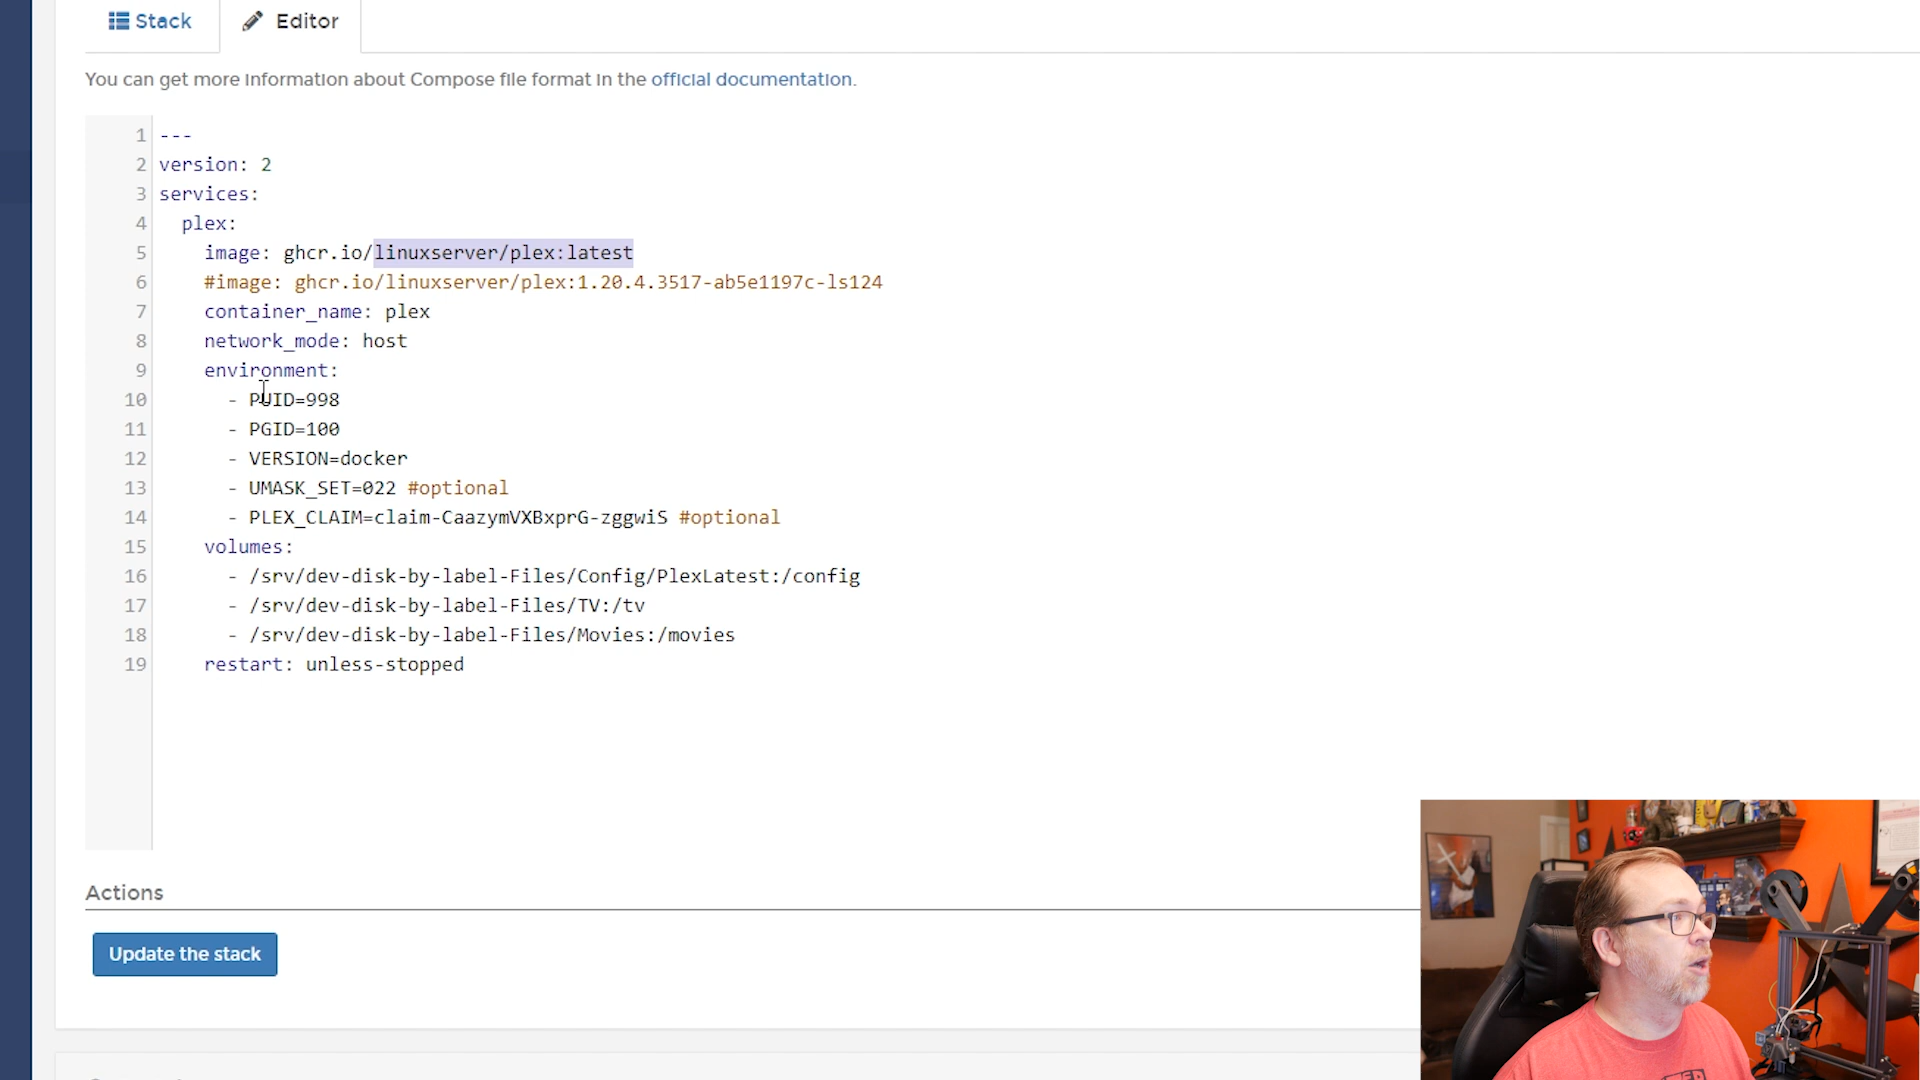 Stack
Editor
You can get more information about Compose file format in the official documentation.
1 ---
2 version: 2
3 services:
4 plex:
5 image: ghcr.io/linuxserver/plex:latest
6 #image: ghcr.io/linuxserver/plex:1.20.4.3517-ab5e1197c-ls124
7 container_name: plex
8 network_mode: host
9 environment:
10 - PUID=998
11 - PGID=100
12 - VERSION=docker
13 - UMASK_SET=022 #optional
14 - PLEX_CLAIM=claim-CaazymVXBxprG-zggwiS #optional
15 volumes:
16 - /srv/dev-disk-by-label-Files/Config/PlexLatest:/config
17 - /srv/dev-disk-by-label-Files/TV:/tv
18 - /srv/dev-disk-by-label-Files/Movies:/movies
19 restart: unless-stopped
Actions
Update the stack